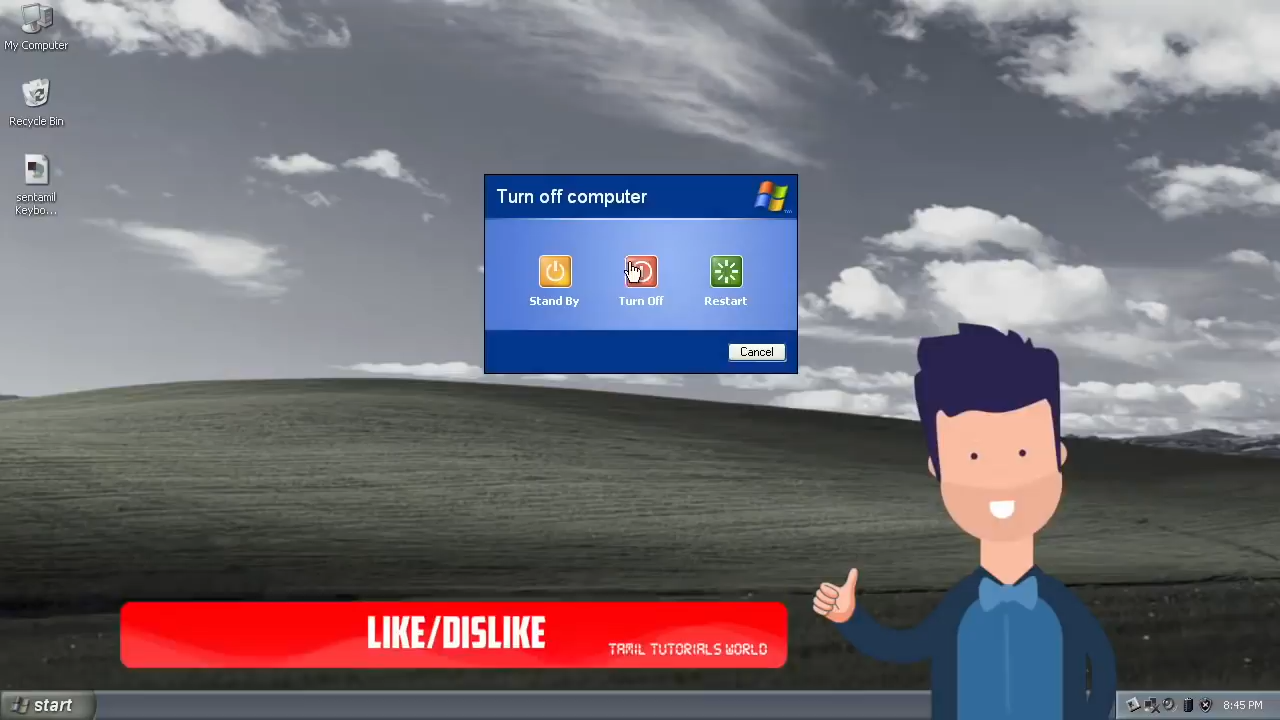 My Computer
Recycle Bin
sentamil
keybo...
Turn off computer
Stand By
Turn Off
Restart
Cancel
LIKE/DISLIKE
TAMIL TUTORIALS WORLD
start
8:45 PM